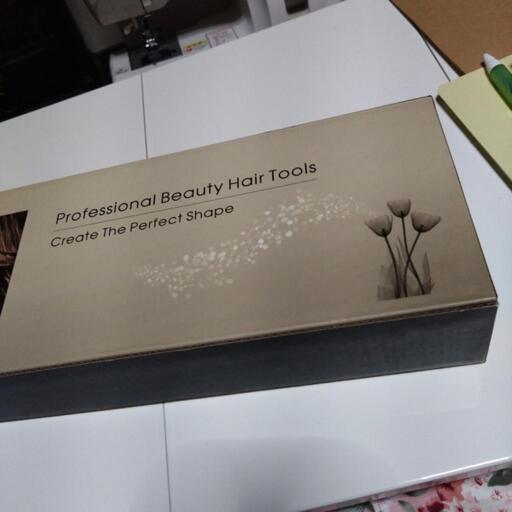 Professional Beauty Hair Tools
Create The Perfect Shape